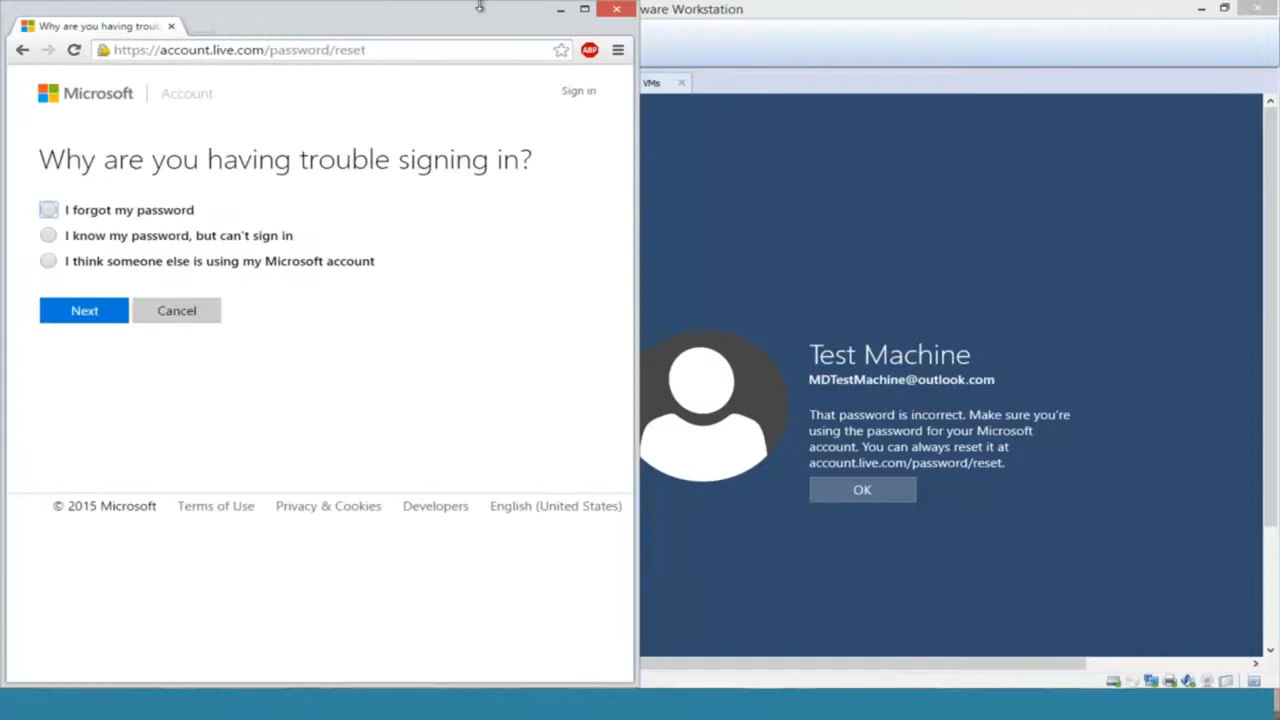 Why are you having troul
https://account.live.com/password/reset
ABP
Microsoft
Account
Sign in
Why are you having trouble signing in?
I forgot my password
I know my password, but can't sign in
I think someone else is using my Microsoft account
Next
Cancel
© 2015 Microsoft
Terms of Use
Privacy & Cookies
Developers
English (United States)
ware Workstation
VMs
Test Machine
MDTestMachine@outlook.com
That password is incorrect. Make sure you're
using the password for your Microsoft
account. You can always reset it at
account.live.com/password/reset.
OK